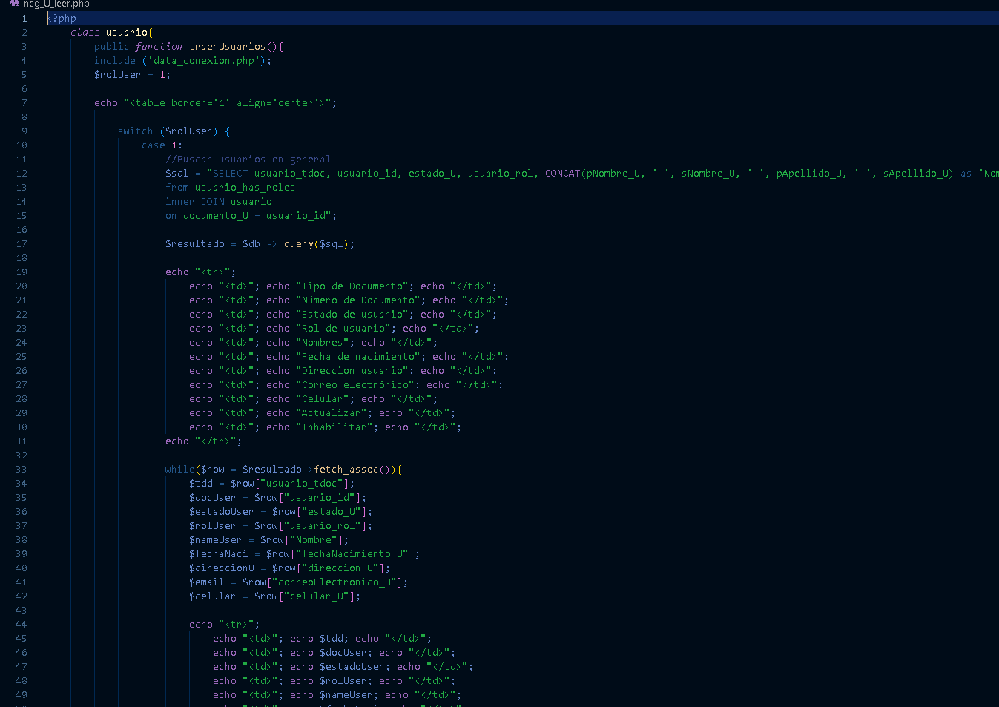 neg_U_leer.php
1 <?php
2 class usuario{
3 public function traerUsuarios(){
4 include ('data_conexion.php');
5 $rolUser = 1;
6
7 echo "<table border='1' align='center'>";
8
9 switch ($rolUser) {
10 case 1:
11 //Buscar usuarios en general
12 $sql = "SELECT usuario_tdoc, usuario_id, estado_U, usuario_rol, CONCAT(pNombre_U, ' ', sNombre_U, ' ', pApellido_U, ' ', sApellido_U) as 'Nom
13 from usuario_has_roles
14 inner JOIN usuario
15 on documento_U = usuario_id";
16
17 $resultado = $db -> query($sql);
18
19 echo "<tr>";
20 echo "<td>"; echo "Tipo de Documento"; echo "</td>";
21 echo "<td>"; echo "Número de Documento"; echo "</td>";
22 echo "<td>"; echo "Estado de usuario"; echo "</td>";
23 echo "<td>"; echo "Rol de usuario"; echo "</td>";
24 echo "<td>"; echo "Nombres"; echo "</td>";
25 echo "<td>"; echo "Fecha de nacimiento"; echo "</td>";
26 echo "<td>"; echo "Direccion usuario"; echo "</td>";
27 echo "<td>"; echo "Correo electrónico"; echo "</td>";
28 echo "<td>"; echo "Celular"; echo "</td>";
29 echo "<td>"; echo "Actualizar"; echo "</td>";
30 echo "<td>"; echo "Inhabilitar"; echo "</td>";
31 echo "</tr>";
32
33 while($row = $resultado->fetch_assoc()){
34 $tdd = $row["usuario_tdoc"];
35 $docUser = $row["usuario_id"];
36 $estadoUser = $row["estado_U"];
37 $rolUser = $row["usuario_rol"];
38 $nameUser = $row["Nombre"];
39 $fechaNaci = $row["fechaNacimiento_U"];
40 $direccionU = $row["direccion_U"];
41 $email = $row["correoElectronico_U"];
42 $celular = $row["celular_U"];
43
44 echo "<tr>";
45 echo "<td>"; echo $tdd; echo "</td>";
46 echo "<td>"; echo $docUser; echo "</td>";
47 echo "<td>"; echo $estadoUser; echo "</td>";
48 echo "<td>"; echo $rolUser; echo "</td>";
49 echo "<td>"; echo $nameUser; echo "</td>";